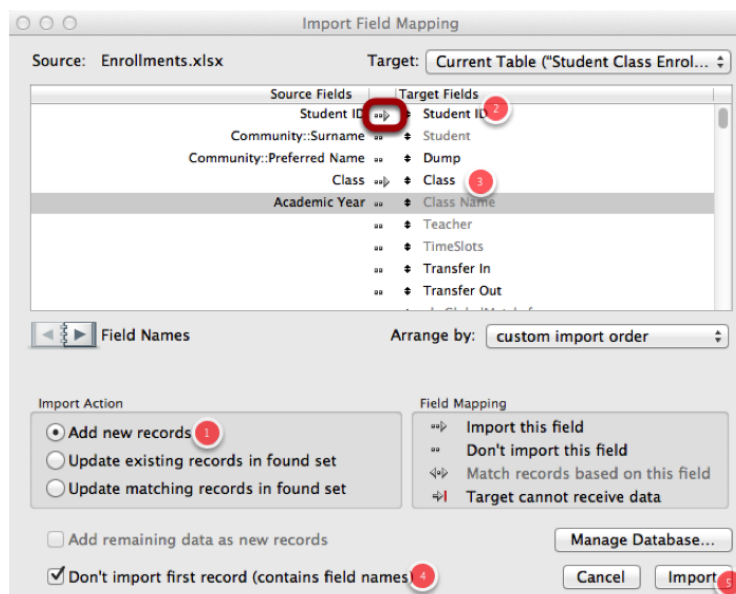 Import Field Mapping
Source: Enrollments.xlsx Target: Current Table ("Student Class Enrol...
Source Fields Target Fields
Student ID Student ID 2
Community::Surname Student
Community::Preferred Name Dump
Class Class 3
Academic Year Class Name
Teacher
TimeSlots
Transfer In
Transfer Out
Field Names Arrange by: custom import order
Import Action Field Mapping
Add new records 1 Import this field
Update existing records in found set Don't import this field
Update matching records in found set Match records based on this field
Target cannot receive data
Add remaining data as new records Manage Database...
Don't import first record (contains field names) 4 Cancel Import 5